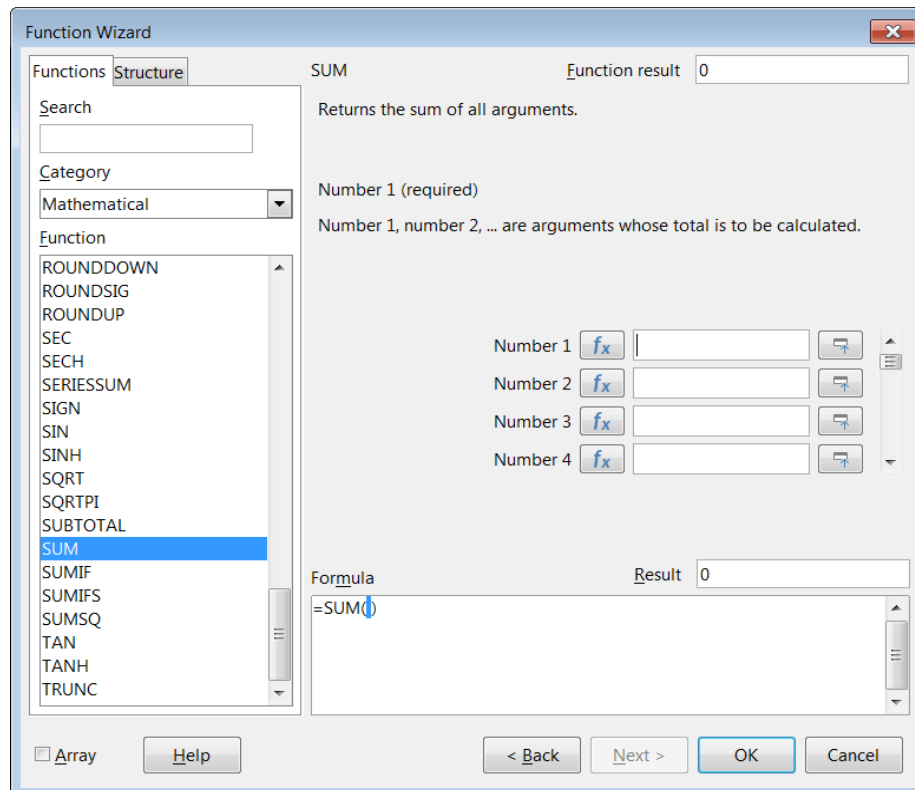 Function Wizard
Functions Structure
SUM Function result 0
Search
Returns the sum of all arguments.
Category
Mathematical
Number 1 (required)
Number 1, number 2, ... are arguments whose total is to be calculated.
Function
ROUNDDOWN
ROUNDSIG
ROUNDUP
SEC
SECH
SERIESSUM
SIGN
SIN
SINH
SQRT
SQRTPI
SUBTOTAL
SUM
SUMIF
SUMIFS
SUMSQ
TAN
TANH
TRUNC
Number 1 fx
Number 2 fx
Number 3 fx
Number 4 fx
Formula Result 0
=SUM()
Array Help < Back Next > OK Cancel